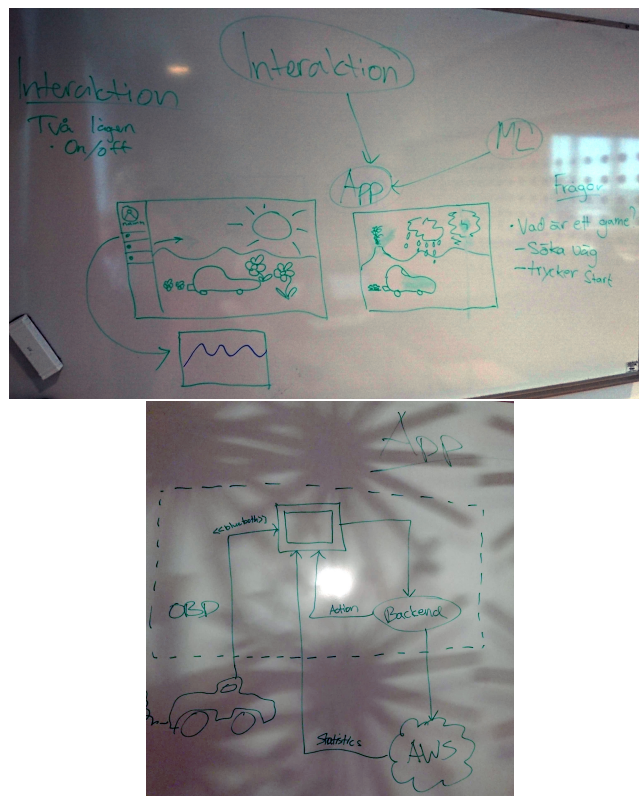 Interaktion
Två lägen
• On/off
Interaktion
App
ML
Frågor
• Vad är ett game?
- Söka väg
- trycker start
App
OBD
Action
Backend
Statistics
AWS